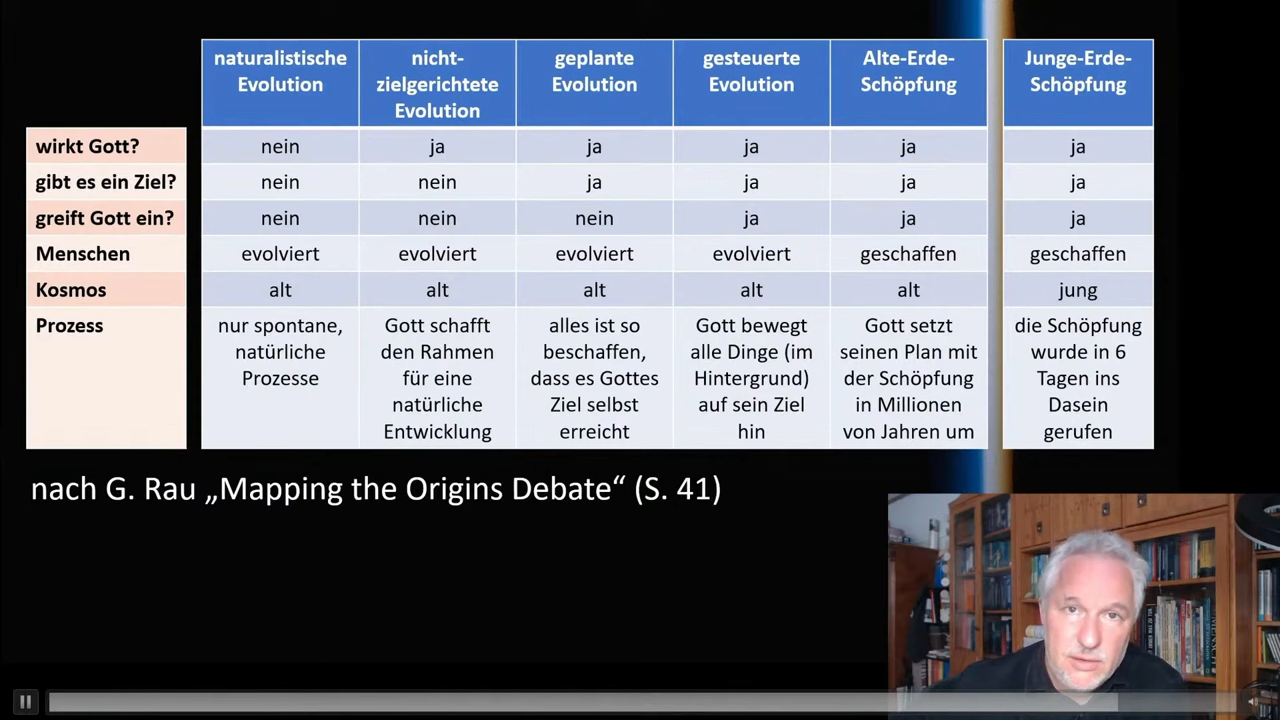 naturalistische Evolution nicht-zielgerichtete Evolution geplante Evolution gesteuerte Evolution Alte-Erde-Schöpfung Junge-Erde-Schöpfung
wirkt Gott? nein ja ja ja ja ja
gibt es ein Ziel? nein nein ja ja ja ja
greift Gott ein? nein nein nein ja ja ja
Menschen evolviert evolviert evolviert evolviert geschaffen geschaffen
Kosmos alt alt alt alt alt jung
Prozess nur spontane, Gott schafft alles ist so Gott bewegt Gott setzt die Schöpfung
natürliche den Rahmen beschaffen, alle Dinge (im seinen Plan mit wurde in 6
Prozesse für eine dass es Gottes Hintergrund) der Schöpfung Tagen ins
natürliche Ziel selbst auf sein Ziel in Millionen Dasein
Entwicklung erreicht hin von Jahren um gerufen
nach G. Rau „Mapping the Origins Debate“ (S. 41)